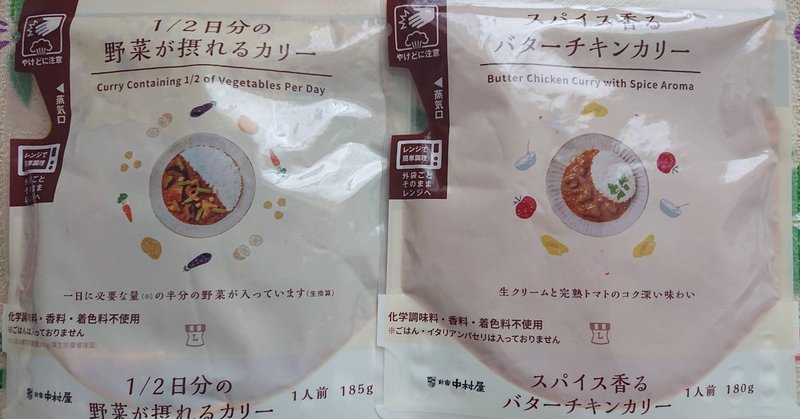 1/2日分の
野菜が摂れるカリー
Curry Containing 1/2 of Vegetables Per Day
やけどに注意
蒸気口
レンジで
簡単調理
外袋ごと
そのまま
レンジへ
一日に必要な量(※)の半分の野菜が入っています(生換算)
化学調味料・香料・着色料不使用
※ごはんは入っておりません
L
新宿中村屋
1/2日分の
野菜が摂れるカリー
1人前 185g
スパイス香る
バターチキンカリー
Butter Chicken Curry with Spice Aroma
やけどに注意
蒸気口
レンジで
簡単調理
外袋ごと
そのまま
レンジへ
生クリームと完熟トマトのコク深い味わい
化学調味料・香料・着色料不使用
※ごはん・イタリアンパセリは入っておりません
L
新宿中村屋
スパイス香る
バターチキンカリー
1人前 180g